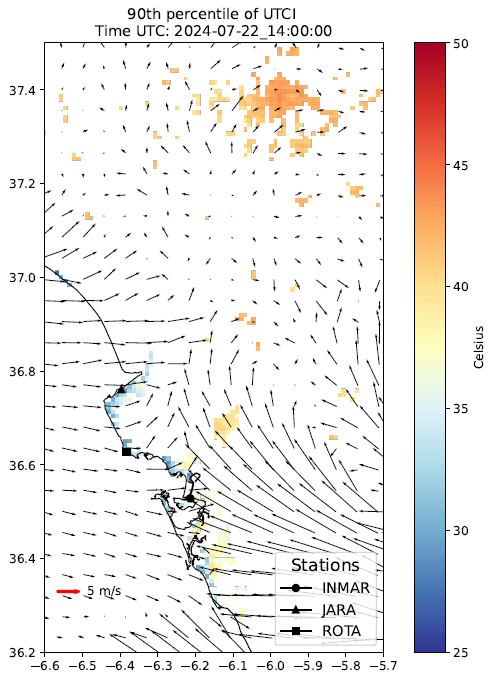 90th percentile of UTCI
Time UTC: 2024-07-22_14:00:00
37.4
37.2
37.0
36.8
36.6
36.4
36.2
−6.6 −6.5 −6.4 −6.3 −6.2 −6.1 −6.0 −5.9 −5.8 −5.7
5 m/s
Stations
INMAR
JARA
ROTA
50
45
40
35
30
25
Celsius